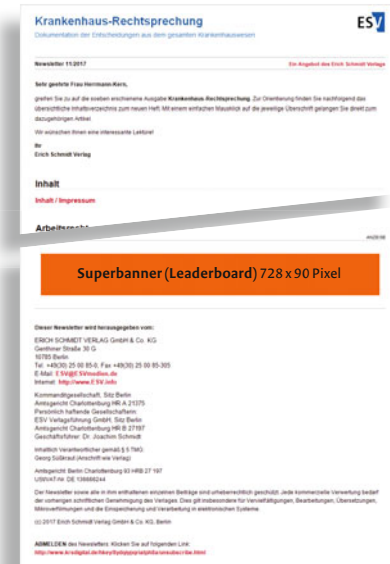 Krankenhaus-Rechtsprechung
ESV
Dokumentation der Entscheidungen aus dem gesamten Krankenhauswesen
Newsletter 11/2017
Ein Angebot des Erich Schmidt Verlags
Sehr geehrte Frau Herrmann-Kers,
greifen Sie zu auf die soeben erschienene Ausgabe Krankenhaus-Rechtsprechung. Zur Orientierung finden Sie nachfolgend das
übersichtliche Inhaltsverzeichnis zum neuen Heft. Mit einem einfachen Mausklick auf die jeweilige Überschrift gelangen Sie direkt zum
dazugehörigen Artikel.
Wir wünschen Ihnen eine interessante Lektüre!
Ihr
Erich Schmidt Verlag
Inhalt
Inhalt / Impressum
ANZEIGE
Superbanner (Leaderboard) 728 x 90 Pixel
Dieser Newsletter wird herausgegeben vom:
ERICH SCHMIDT VERLAG GmbH & Co. KG
Genthiner Straße 30 G
10785 Berlin
Tel. +49(30) 25 00 85-0, Fax +49(30) 25 00 85-305
E-Mail: ESV@ESVmedien.de
Internet: http://www.ESV.info
Kommanditgesellschaft, Sitz Berlin
Amtsgericht Charlottenburg HR A 21375
Persönlich haftende Gesellschafterin:
ESV Verlagsführung GmbH, Sitz Berlin
Amtsgericht Charlottenburg HR B 27197
Geschäftsführer: Dr. Joachim Schmidt
Inhaltlich Verantwortlicher gemäß § 5 TMG:
Georg Süßkraut (Anschrift wie Verlag)
Amtsgericht Berlin Charlottenburg 93 HRB 27 197
UStIVAT-Nr. DE 136688244
Der Newsletter sowie alle in ihm enthaltenen einzelnen Beiträge sind urheberrechtlich geschützt. Jede kommerzielle Verwertung bedarf
der vorherigen schriftlichen Genehmigung des Verlages. Dies gilt insbesondere für Vervielfältigungen, Bearbeitungen, Übersetzungen,
Mikroverfilmungen und die Einspeicherung und Verarbeitung in elektronischen Systeme.
(c) 2017 Erich Schmidt Verlag GmbH & Co. KG, Berlin
ABMELDEN des Newsletters: Klicken Sie auf folgenden Link: